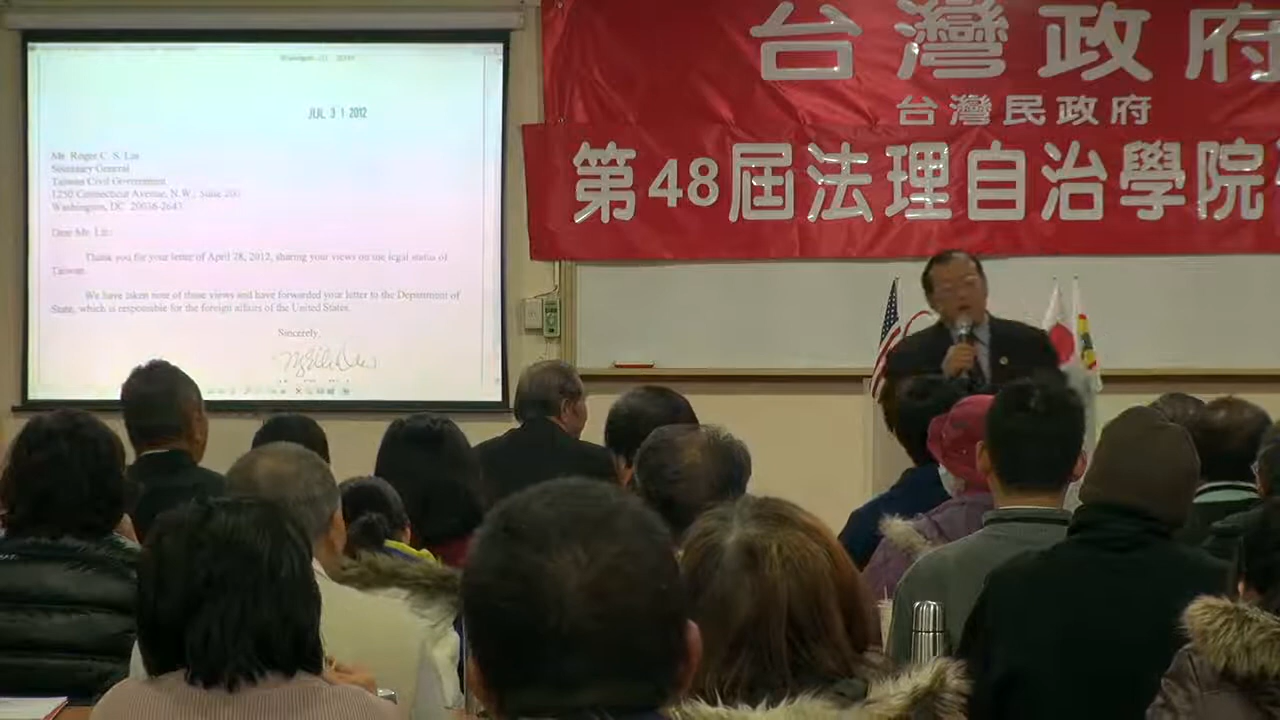 JUL 3 1 2012
Mr. Roger C. S. Lin
Secretary General
Taiwan Civil Government
1250 Connecticut Avenue, N.W., Suite 200
Washington, DC 20036-2643
Dear Mr. Lin:
Thank you for your letter of April 28, 2012, sharing your views on the legal status of
Taiwan.
We have taken note of those views and have forwarded your letter to the Department of
State, which is responsible for the foreign affairs of the United States.
Sincerely,
台灣政府
台灣民政府
第48屆法理自治學院